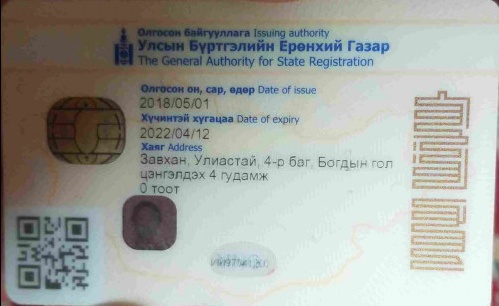 Олгосон байгууллага Issuing authority
Улсын Бүртгэлийн Ерөнхий Газар
The General Authority for State Registration
Олгосон он, сар, өдөр Date of issue
2018/05/01
Хүчинтэй хугацаа Date of expiry
2022/04/12
Хаяг Address
Завхан, Улиастай, 4-р баг, Богдын гол
цэнгэлдэх 4 гудамж
0 тоот